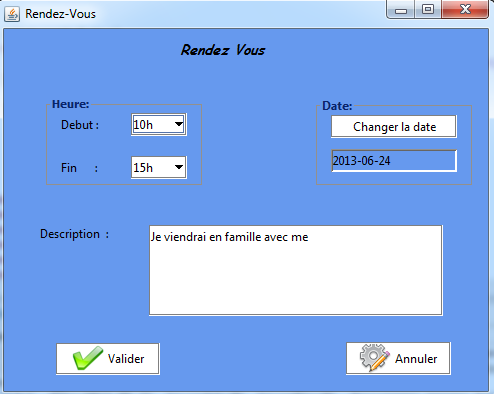 Rendez-Vous
Rendez Vous
Heure:
Debut :
10h
Fin :
15h
Date:
Changer la date
2013-06-24
Description :
Je viendrai en famille avec me
Valider
Annuler